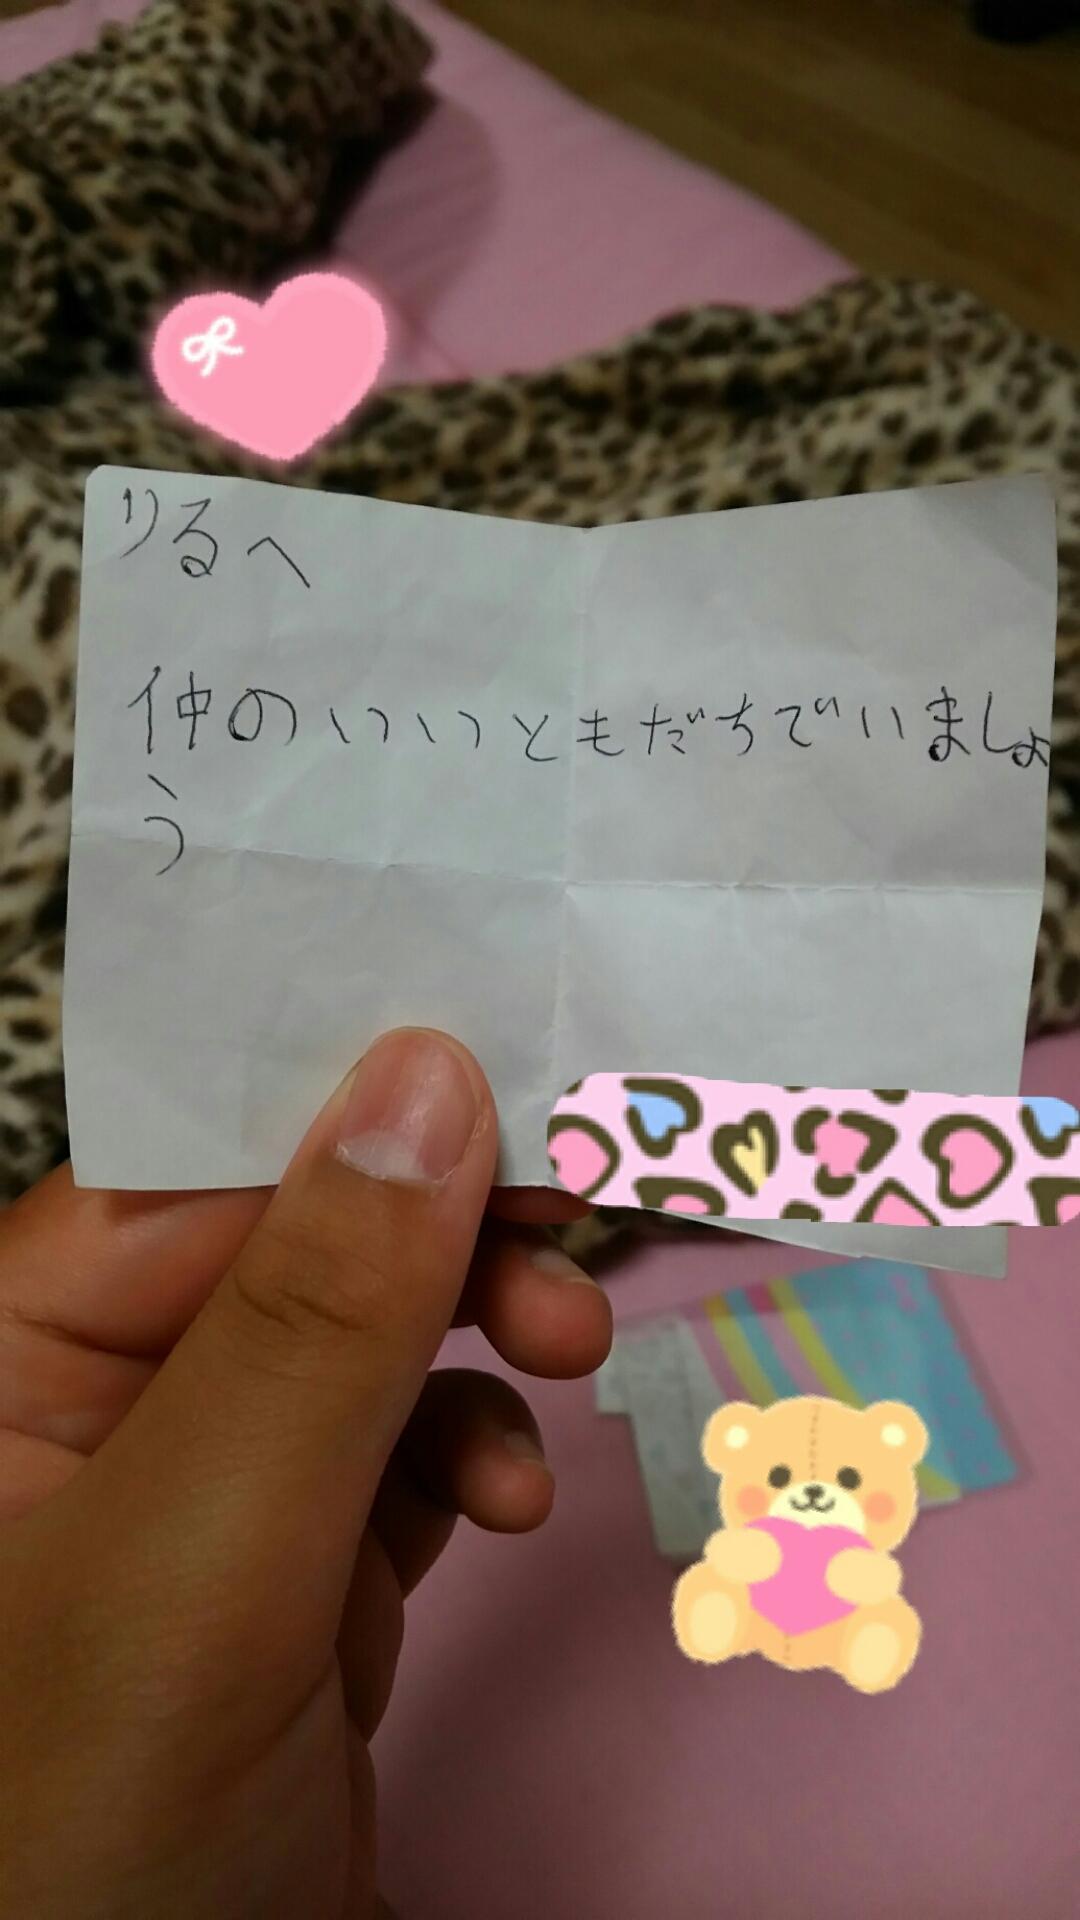 りるへ
仲のいいともだちでいましょ
う